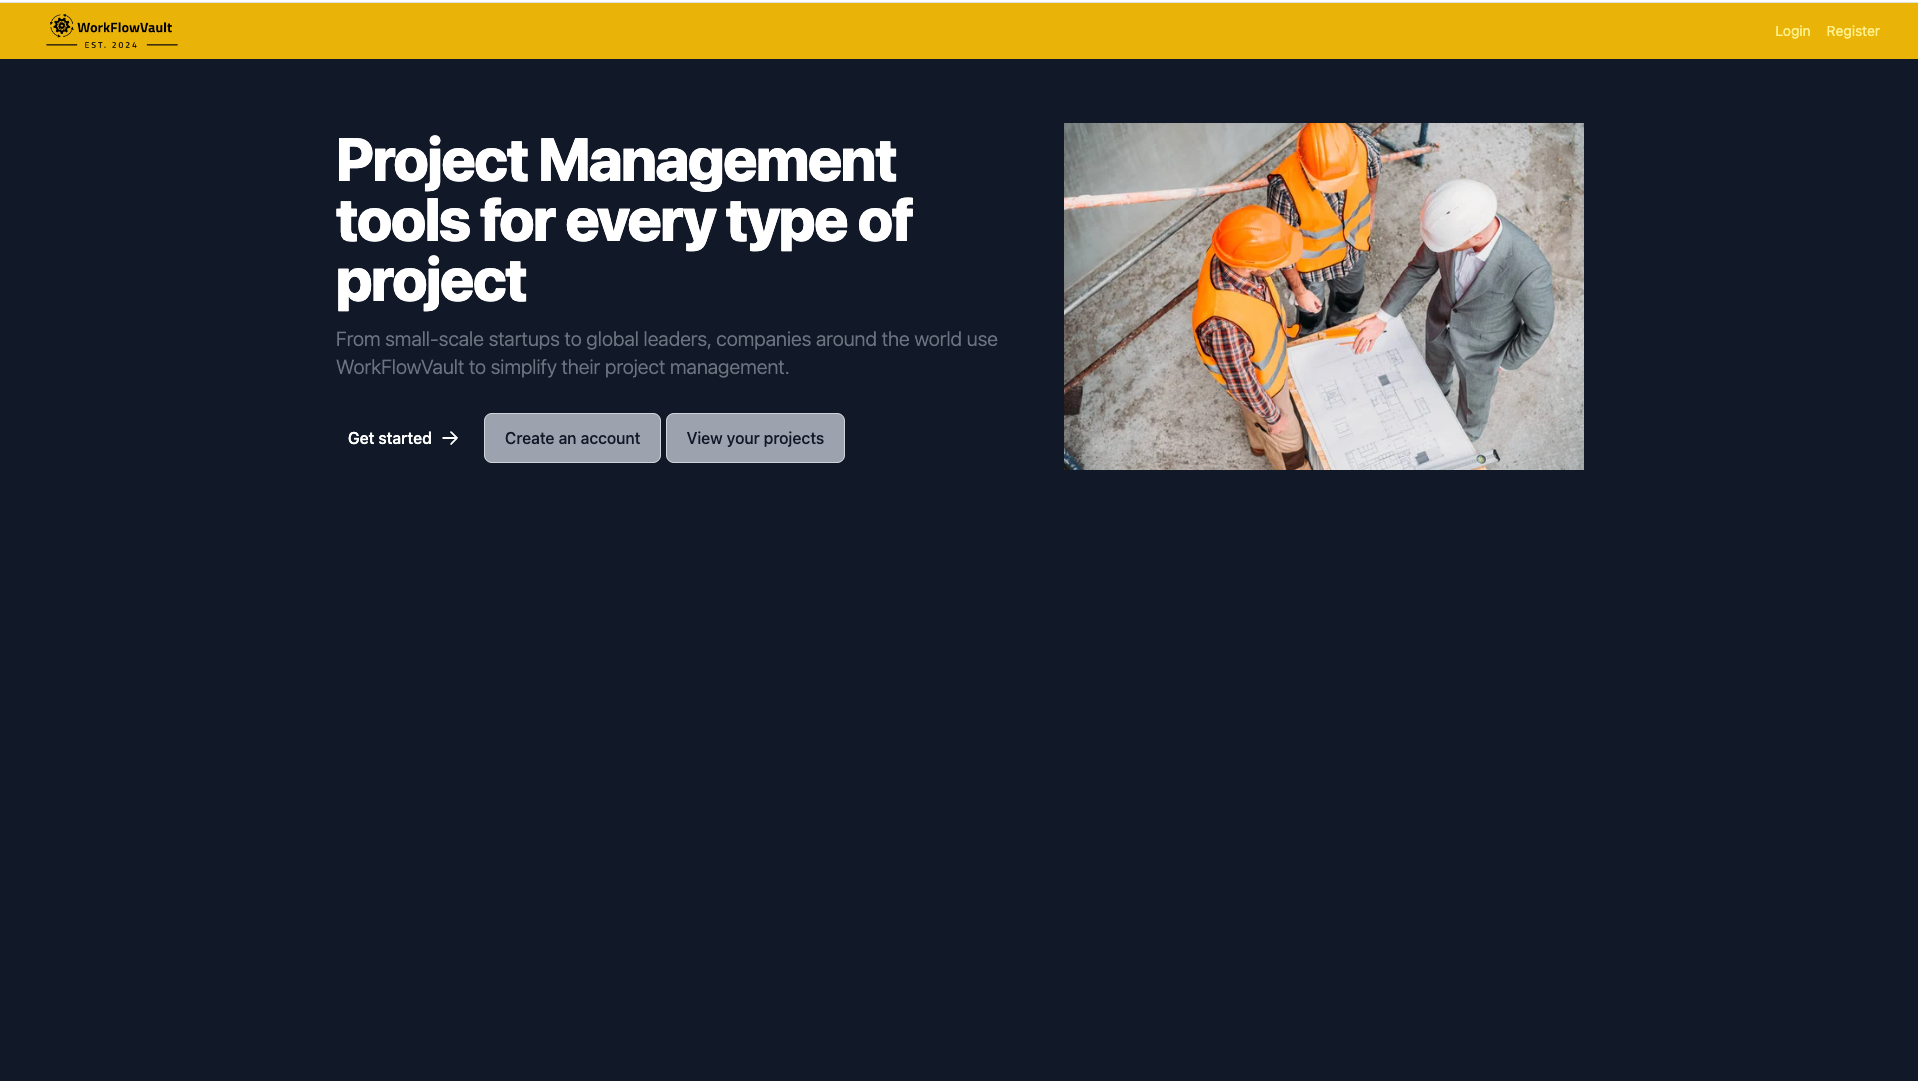 WorkFlowVault
EST. 2024
Login Register
Project Management
tools for every type of
project
From small-scale startups to global leaders, companies around the world use
WorkFlowVault to simplify their project management.
Get started → Create an account View your projects